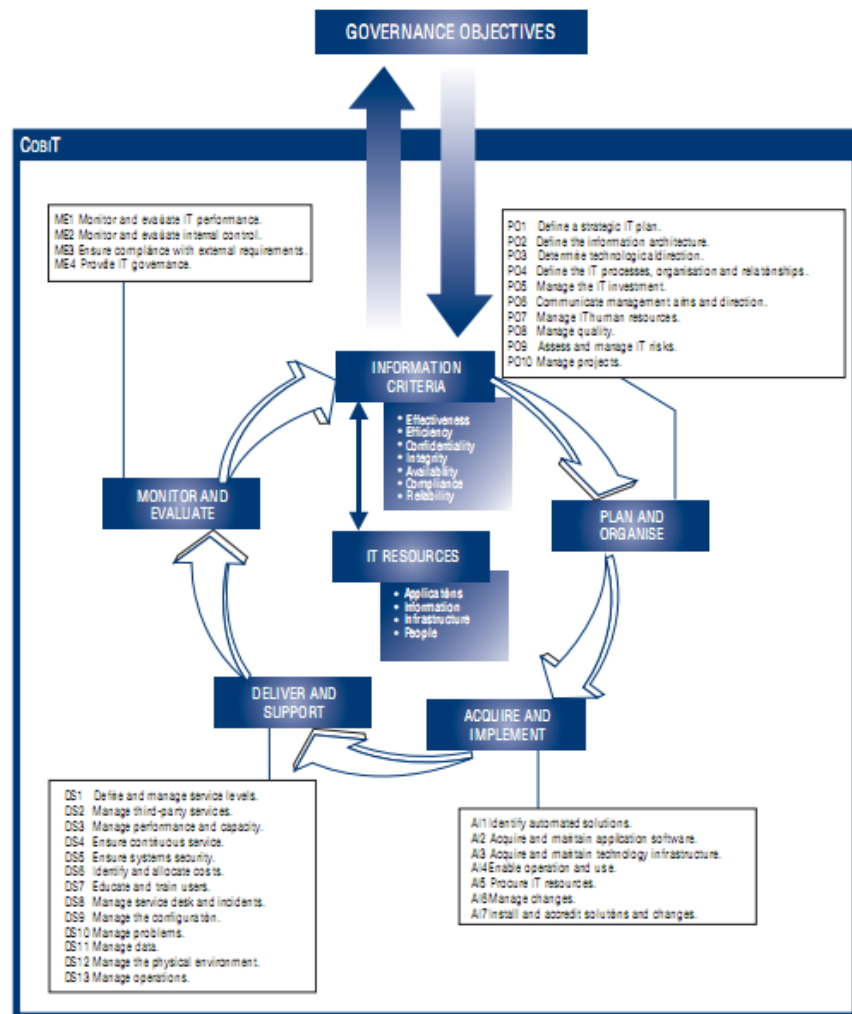 GOVERNANCE OBJECTIVES
COBIT
ME1 Monitor and evaluate IT performance.
ME2 Monitor and evaluate internal control.
ME3 Ensure compliance with external requirements.
ME4 Provide IT governance.
PO1 Define a strategic IT plan.
PO2 Define the information architecture.
PO3 Determine technological direction.
PO4 Define the IT processes, organisation and relationships.
PO5 Manage the IT investment.
PO6 Communicate management aims and direction.
PO7 Manage IT human resources.
PO8 Manage quality.
PO9 Assess and manage IT risks.
PO10 Manage projects.
INFORMATION
CRITERIA
• Effectiveness
• Efficiency
• Confidentiality
• Integrity
• Availability
• Compliance
• Reliability
MONITOR AND
EVALUATE
PLAN AND
ORGANISE
IT RESOURCES
• Applications
• Information
• Infrastructure
• People
DELIVER AND
SUPPORT
ACQUIRE AND
IMPLEMENT
DS1 Define and manage service levels.
DS2 Manage third-party services.
DS3 Manage performance and capacity.
DS4 Ensure continuous service.
DS5 Ensure systems security.
DS6 Identify and allocate costs.
DS7 Educate and train users.
DS8 Manage service desk and incidents.
DS9 Manage the configuration.
DS10 Manage problems.
DS11 Manage data.
DS12 Manage the physical environment.
DS13 Manage operations.
AI1 Identify automated solutions.
AI2 Acquire and maintain application software.
AI3 Acquire and maintain technology infrastructure.
AI4 Enable operation and use.
AI5 Procure IT resources.
AI6 Manage changes.
AI7 Install and accredit solutions and changes.